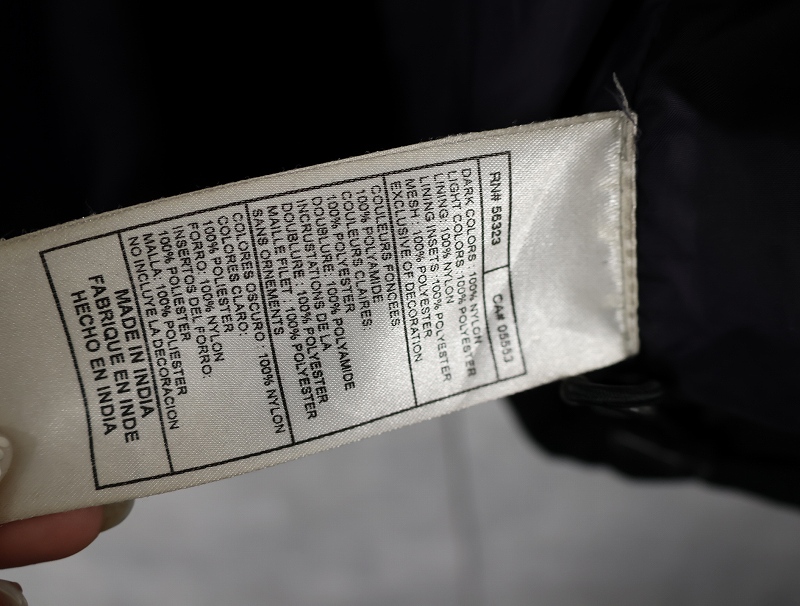 RN# 56323 CA# 05553
DARK COLORS :100% NYLON
LIGHT COLORS :100% POLYESTER
LINING: 100% NYLON
LINING INSETS :100% POLYESTER
MESH : 100% POLYESTER
EXCLUSIVE OF DECORATION
COULEURS FONCEES
100% POLYAMIDE
COULEURS CLAIRES:
100% POLYESTER
DOUBLURE : 100% POLYAMIDE
INCRUSTATIONS DE LA
DOUBLURE : 100% POLYESTER
MAILLE FILET : 100% POLYESTER
SANS ORNEMENTS
COLORES OSCURO: 100% NYLON
COLORES CLARO:
100% POLIESTER
FORRO: 100% NYLON
INSERTOS DEL FORRO:
100% POLIESTER
MALLA: 100% POLIESTER
NO INCLUYE LA DECORACION
MADE IN INDIA
FABRIQUE EN INDE
HECHO EN INDIA